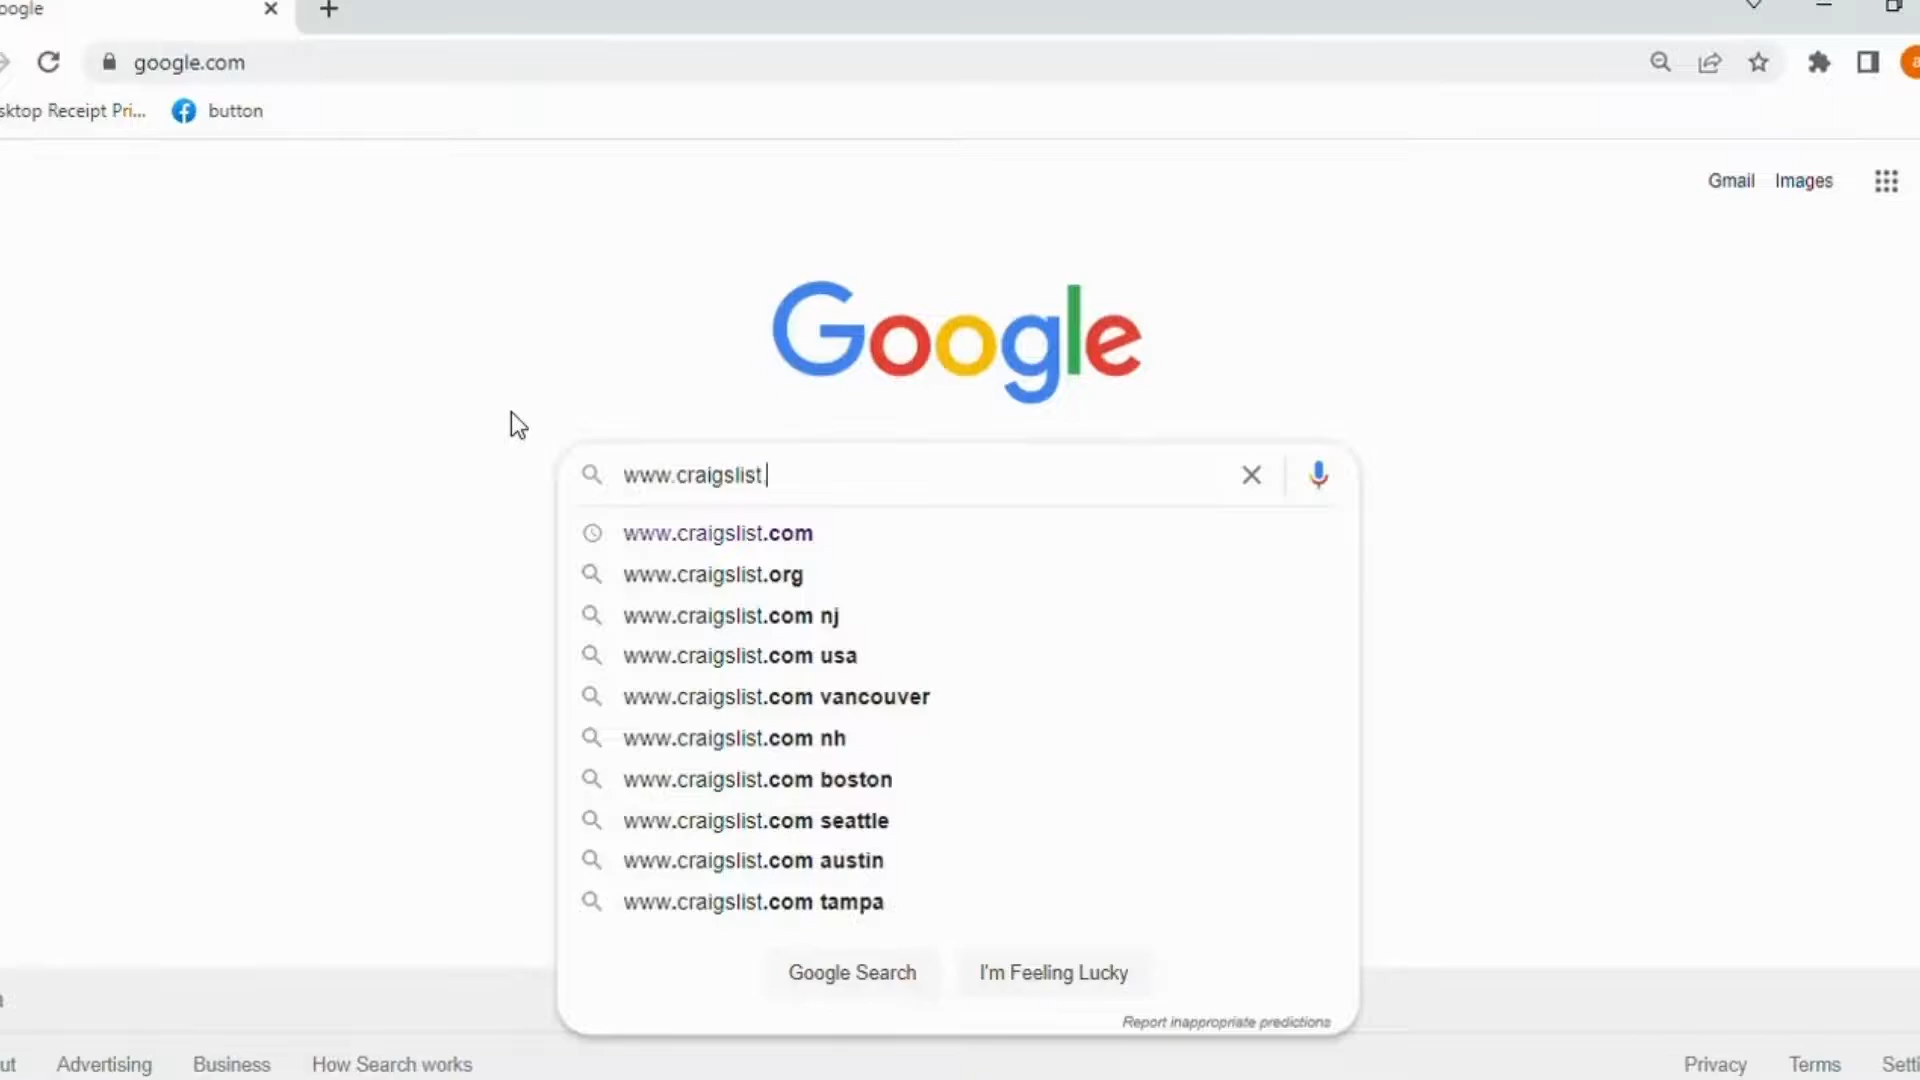 oogle
google.com
sktop Receipt Pri... button
Gmail Images
Google
www.craigslist.
www.craigslist.com
www.craigslist.org
www.craigslist.com nj
www.craigslist.com usa
www.craigslist.com vancouver
www.craigslist.com nh
www.craigslist.com boston
www.craigslist.com seattle
www.craigslist.com austin
www.craigslist.com tampa
Google Search I'm Feeling Lucky
Report inappropriate predictions
ut Advertising Business How Search works Privacy Terms Setti